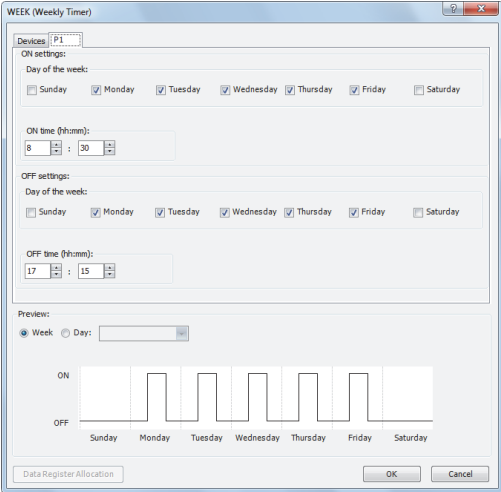 WEEK (Weekly Timer)
Devices P1
ON settings:
Day of the week:
Sunday Monday Tuesday Wednesday Thursday Friday Saturday
ON time (hh:mm):
8 : 30
OFF settings:
Day of the week:
Sunday Monday Tuesday Wednesday Thursday Friday Saturday
OFF time (hh:mm):
17 : 15
Preview:
Week Day:
ON
OFF
Sunday Monday Tuesday Wednesday Thursday Friday Saturday
Data Register Allocation OK Cancel